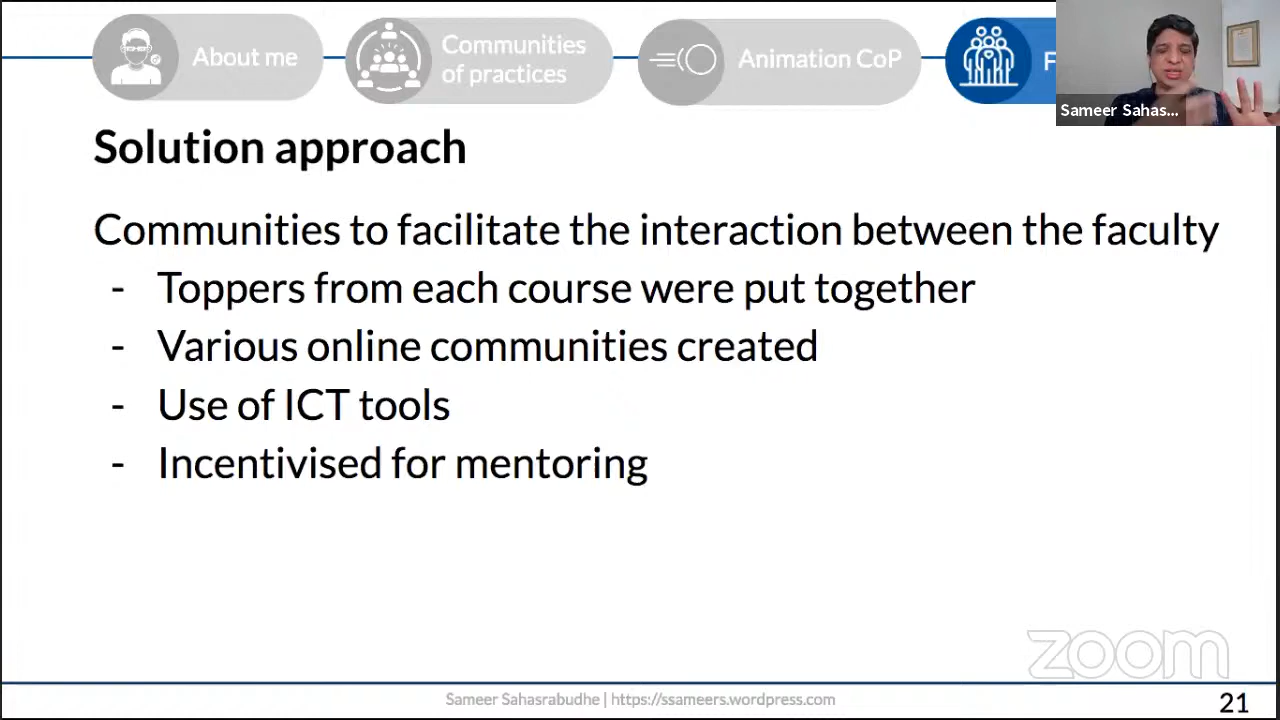 About me
Communities
of practices
Animation CoP
F
Sameer Sahas...
Solution approach
Communities to facilitate the interaction between the faculty
- Toppers from each course were put together
- Various online communities created
- Use of ICT tools
- Incentivised for mentoring
zoom
Sameer Sahasrabudhe | https://ssameers.wordpress.com
21